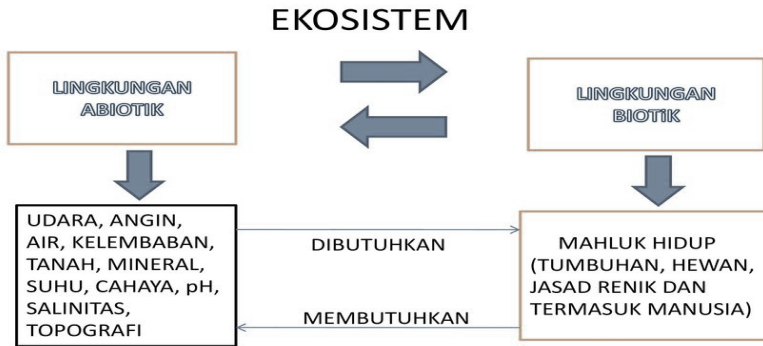 EKOSISTEM
LINGKUNGAN
ABIOTIK
LINGKUNGAN
BIOTiK
UDARA, ANGIN,
AIR, KELEMBABAN,
TANAH, MINERAL,
SUHU, CAHAYA, pH,
SALINITAS,
TOPOGRAFI
DIBUTUHKAN
MEMBUTUHKAN
MAHLUK HIDUP
(TUMBUHAN, HEWAN,
JASAD RENIK DAN
TERMASUK MANUSIA)